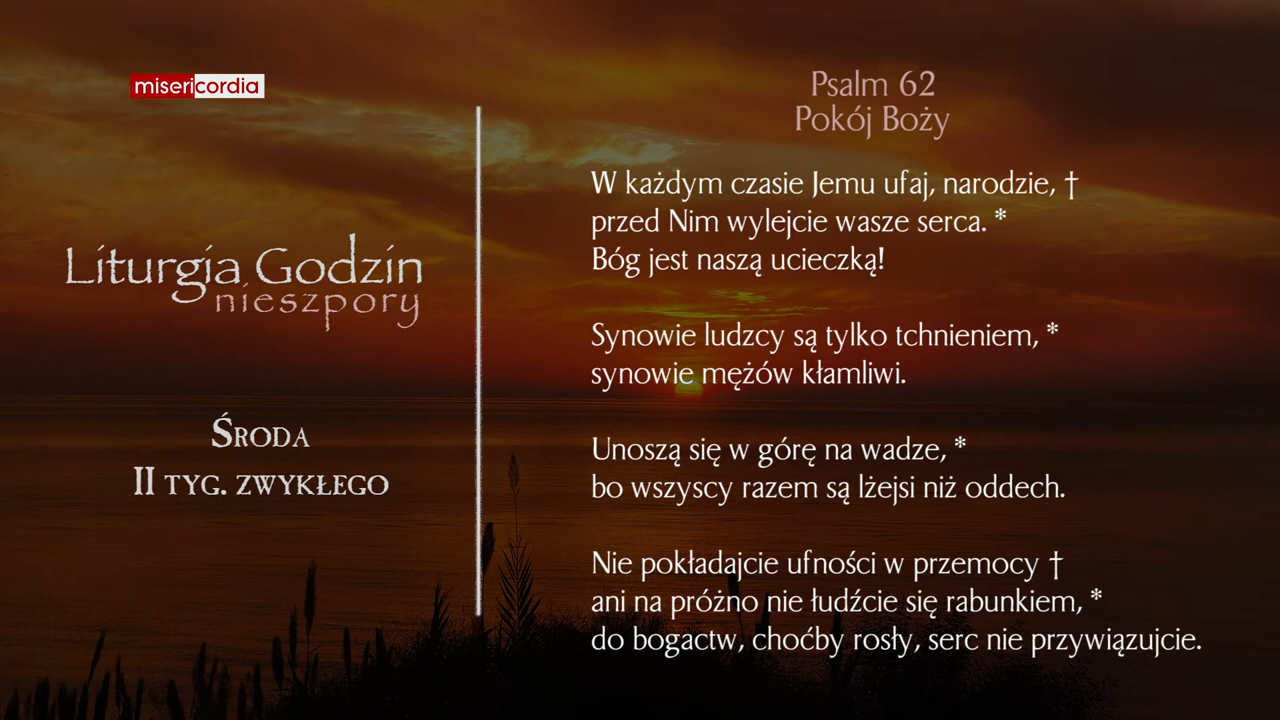 misericordia
Liturgia Godzin
nieszpory
Środa
II tyg. zwykłego
Psalm 62
Pokój Boży
W każdym czasie Jemu ufaj, narodzie, †
przed Nim wylejcie wasze serca. *
Bóg jest naszą ucieczką!
Synowie ludzcy są tylko tchnieniem, *
synowie mężów kłamliwi.
Unoszą się w górę na wadze, *
bo wszyscy razem są lżejsi niż oddech.
Nie pokładajcie ufności w przemocy †
ani na próżno nie łudźcie się rabunkiem, *
do bogactw, choćby rosły, serc nie przywiązujcie.